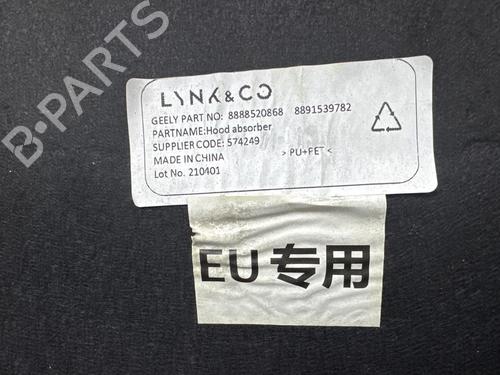 LYNK & CO
GEELY PART NO: 8888520868 8891539782
PARTNAME:Hood absorber
SUPPLIER CODE: 574249
MADE IN CHINA > PU+FET <
Lot No. 210401
EU专用
B-PARTS